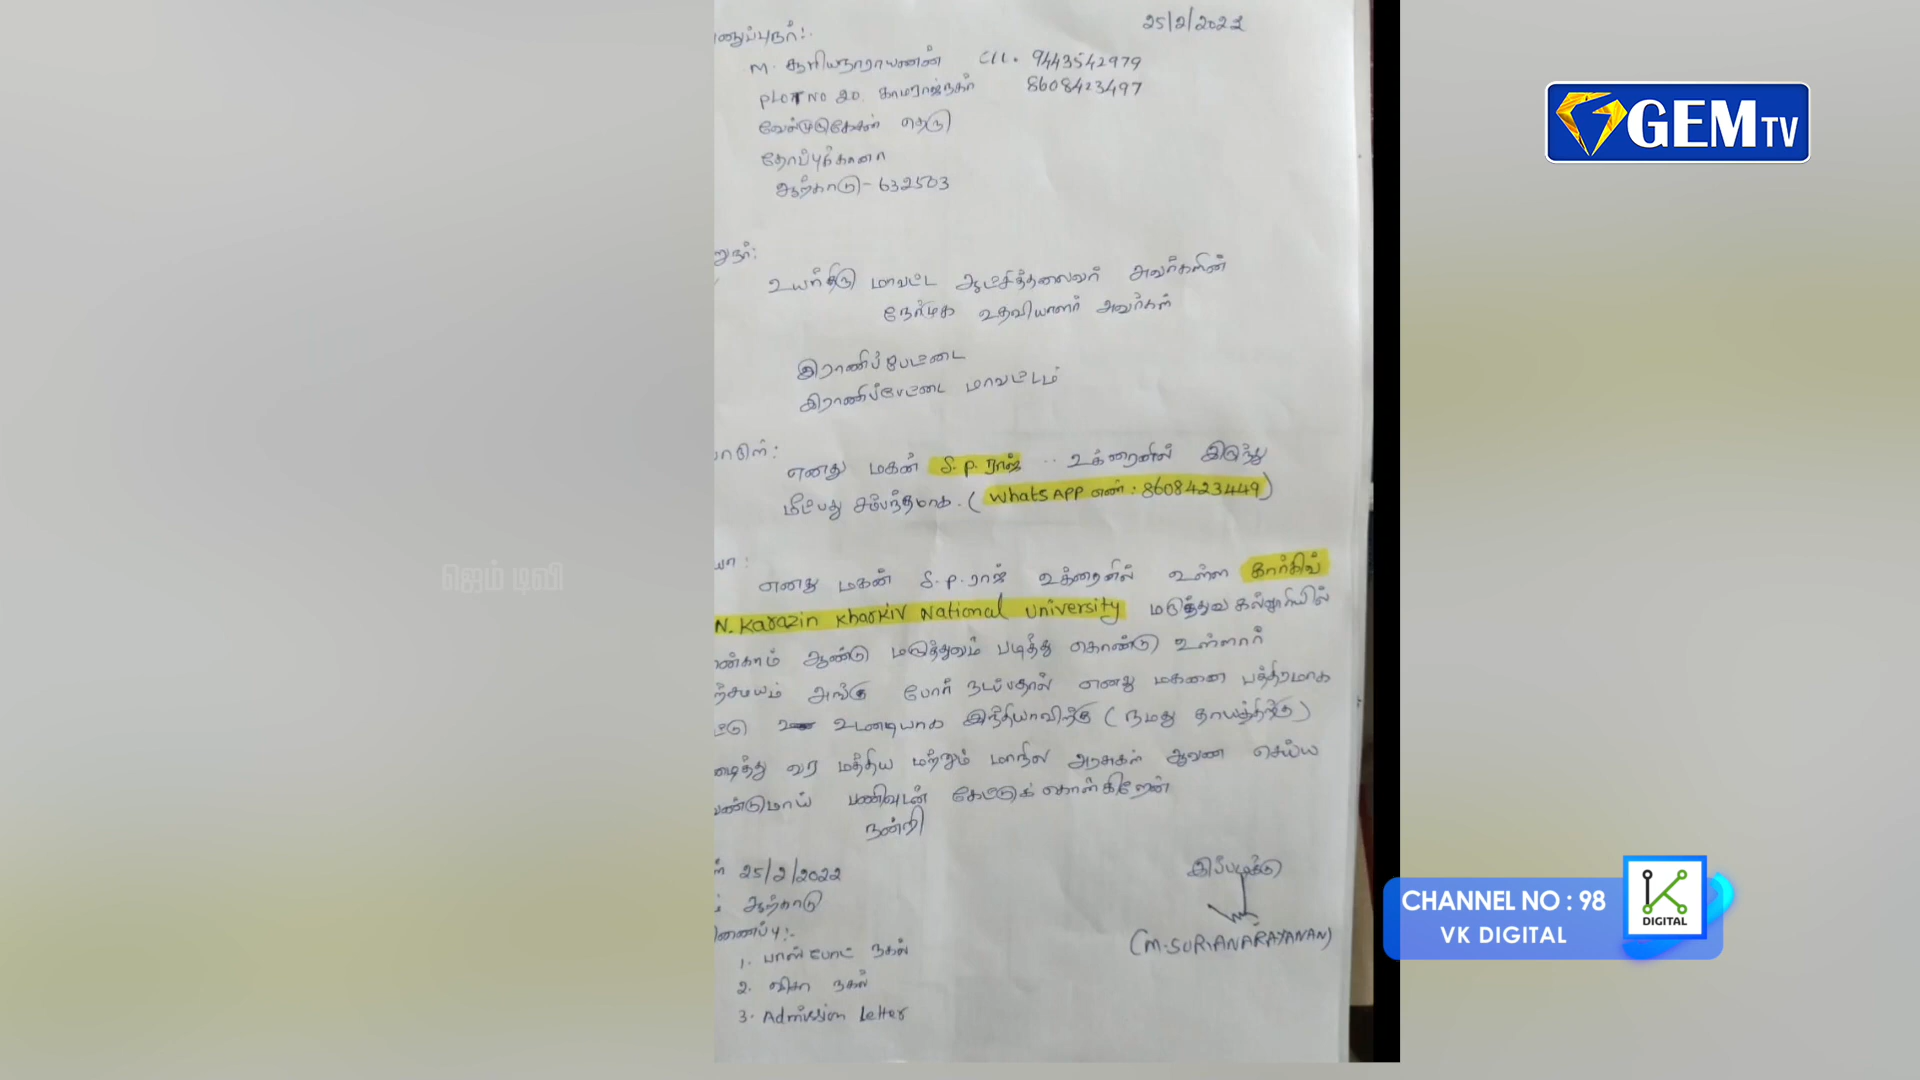 னுப்புநர்:-
25/2/2022
M. சூரியநாராயணன் Cell. 9443542979
PLOT NO 20. காமராஜ்நகர் 8608423497
தெரு
தோப்புக்கானா
ஆற்காடு - 632503
றுநர்:
உயர்திரு மாவட்ட ஆட்சித்தலைவர் அவர்களின்
நேர்முக உதவியாளர் அவர்கள்
இராணிப்பேட்டை
இராணிப்பேட்டை மாவட்டம்
பொருள்:
எனது மகன் S.P. ராஜ் .. உக்ரைனில் இருந்து
மீட்பது சம்பந்தமாக. (WhatsAPP எண்: 8608423449)
யா:
எனது மகன் S.P. ராஜ் உக்ரைனில் உள்ள கார்கிவ்
N. Karazin Kharkiv National University மருத்துவ கல்லூரியில்
ன்காம் ஆண்டு மருத்துவம் படித்து கொண்டு உள்ளார்
ற்சமயம் அங்கு போர் நடப்பதால் எனது மகனை பத்திரமாக
ட்டு உடனடியாக இந்தியாவிற்கு (நமது தாயகத்திற்கு)
ழைத்து வர மத்திய மற்றும் மாநில அரசுகள் ஆவண செய்ய
வேண்டுமாய் பணிவுடன் கேட்டுக் கொள்கிறேன்
நன்றி
ள் 25/2/2022
ஆற்காடு
இப்படிக்கு
(M. SURIANARAYANAN)
ணைப்பு:-
1. பாஸ்போட் நகல்
2. விசா நகல்
3. Admission Letter
GEM TV
ஜெம் டிவி
CHANNEL NO : 98
VK DIGITAL
K DIGITAL